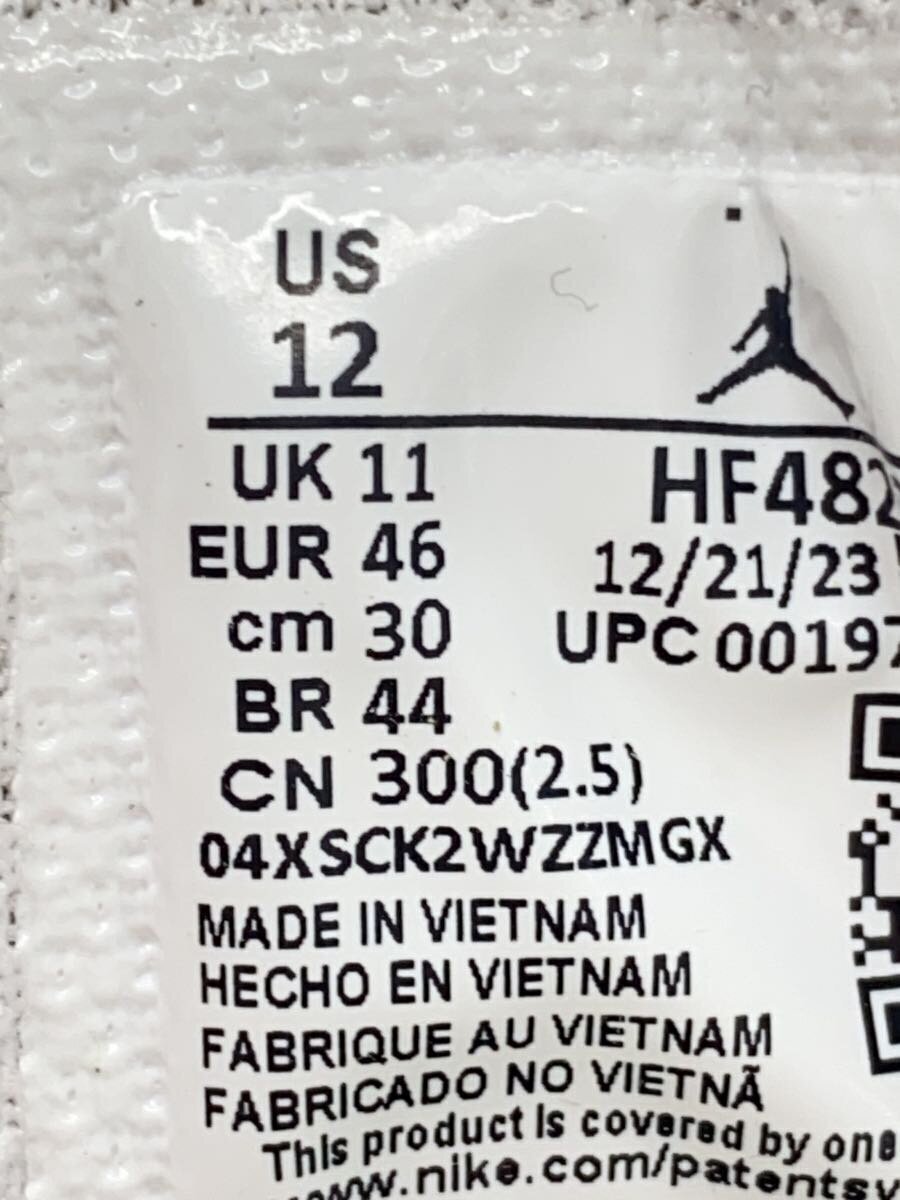 US
12
UK 11
EUR 46
cm 30
BR 44
CN 300(2.5)
HF482
12/21/23
UPC 00197
04XSCK2WZZMGX
MADE IN VIETNAM
HECHO EN VIETNAM
FABRIQUE AU VIETNAM
FABRICADO NO VIETNÃ
This product is covered by one
www.nike.com/patents